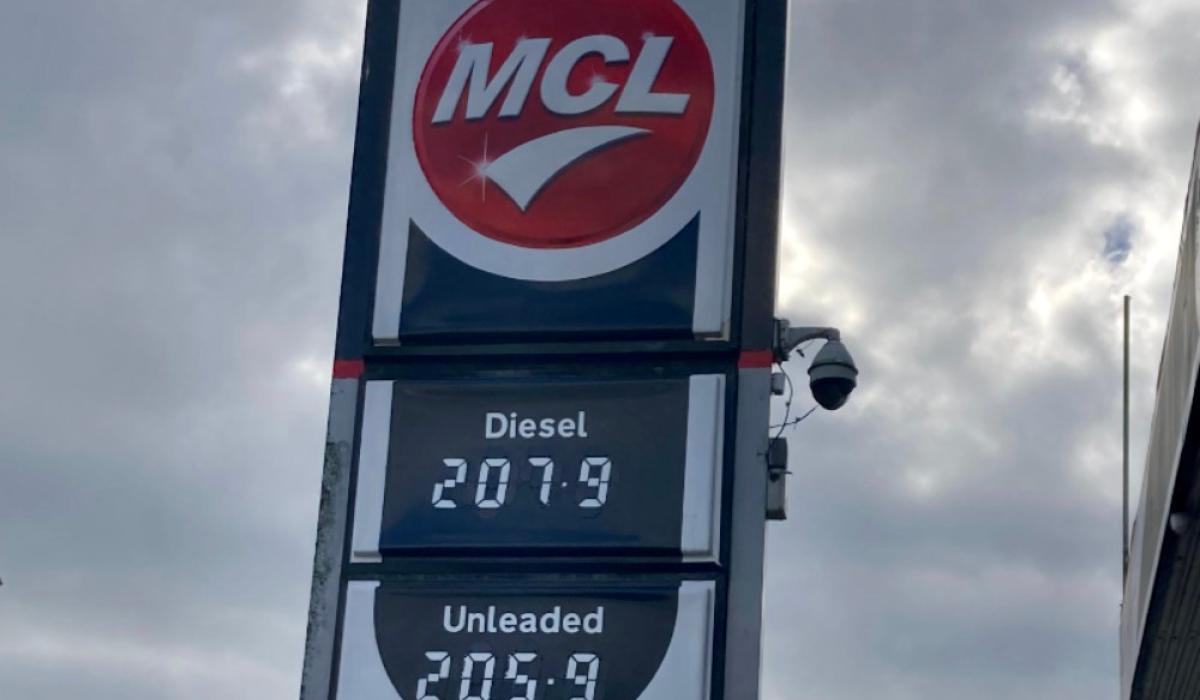 MCL
Diesel
207.9
Unleaded
205.9